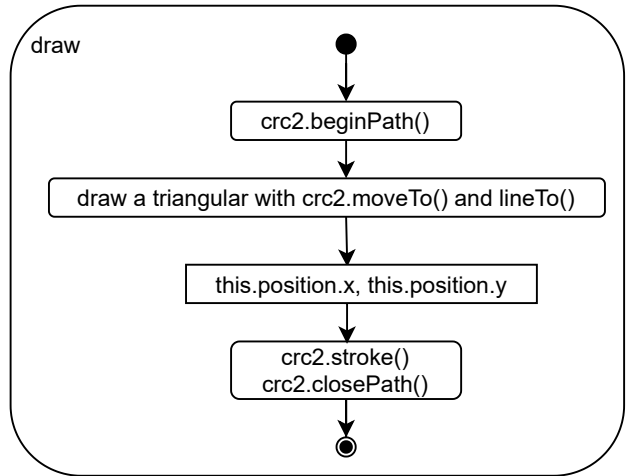 draw
crc2.beginPath()
draw a triangular with crc2.moveTo() and lineTo()
this.position.x, this.position.y
crc2.stroke()
crc2.closePath()